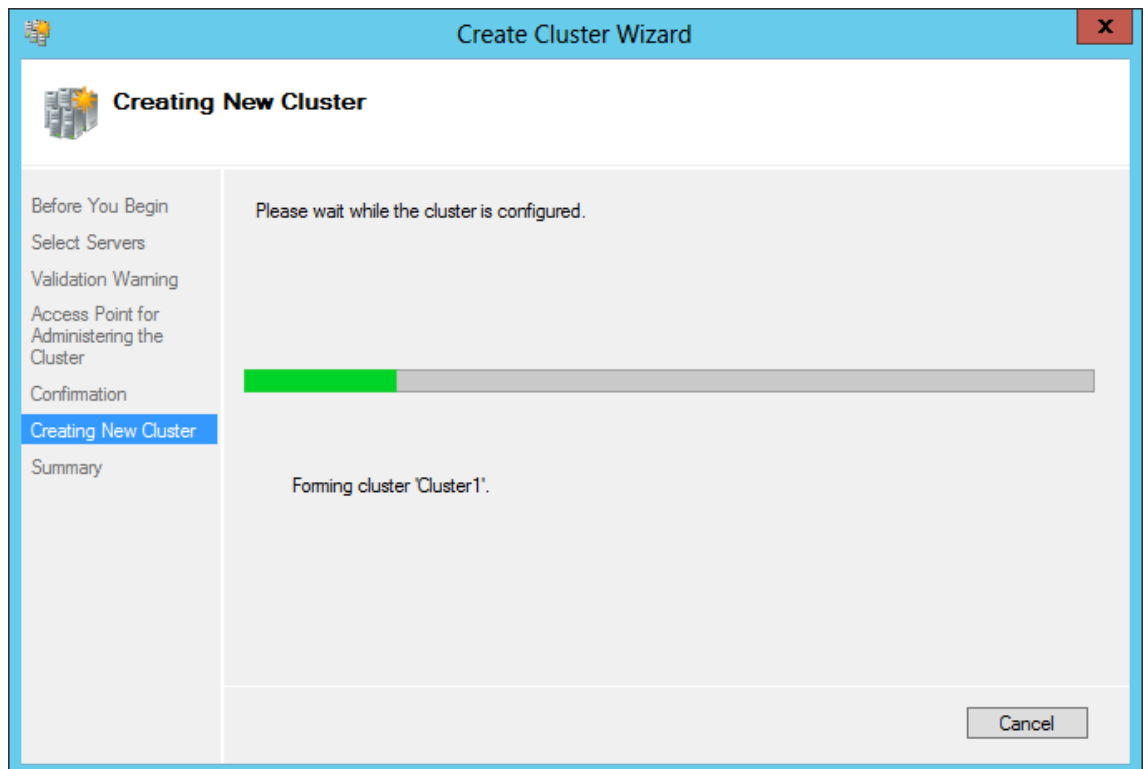 Create Cluster Wizard
x
Creating New Cluster
Before You Begin
Select Servers
Validation Warning
Access Point for
Administering the
Cluster
Confirmation
Creating New Cluster
Summary
Please wait while the cluster is configured.
Forming cluster 'Cluster1'.
Cancel